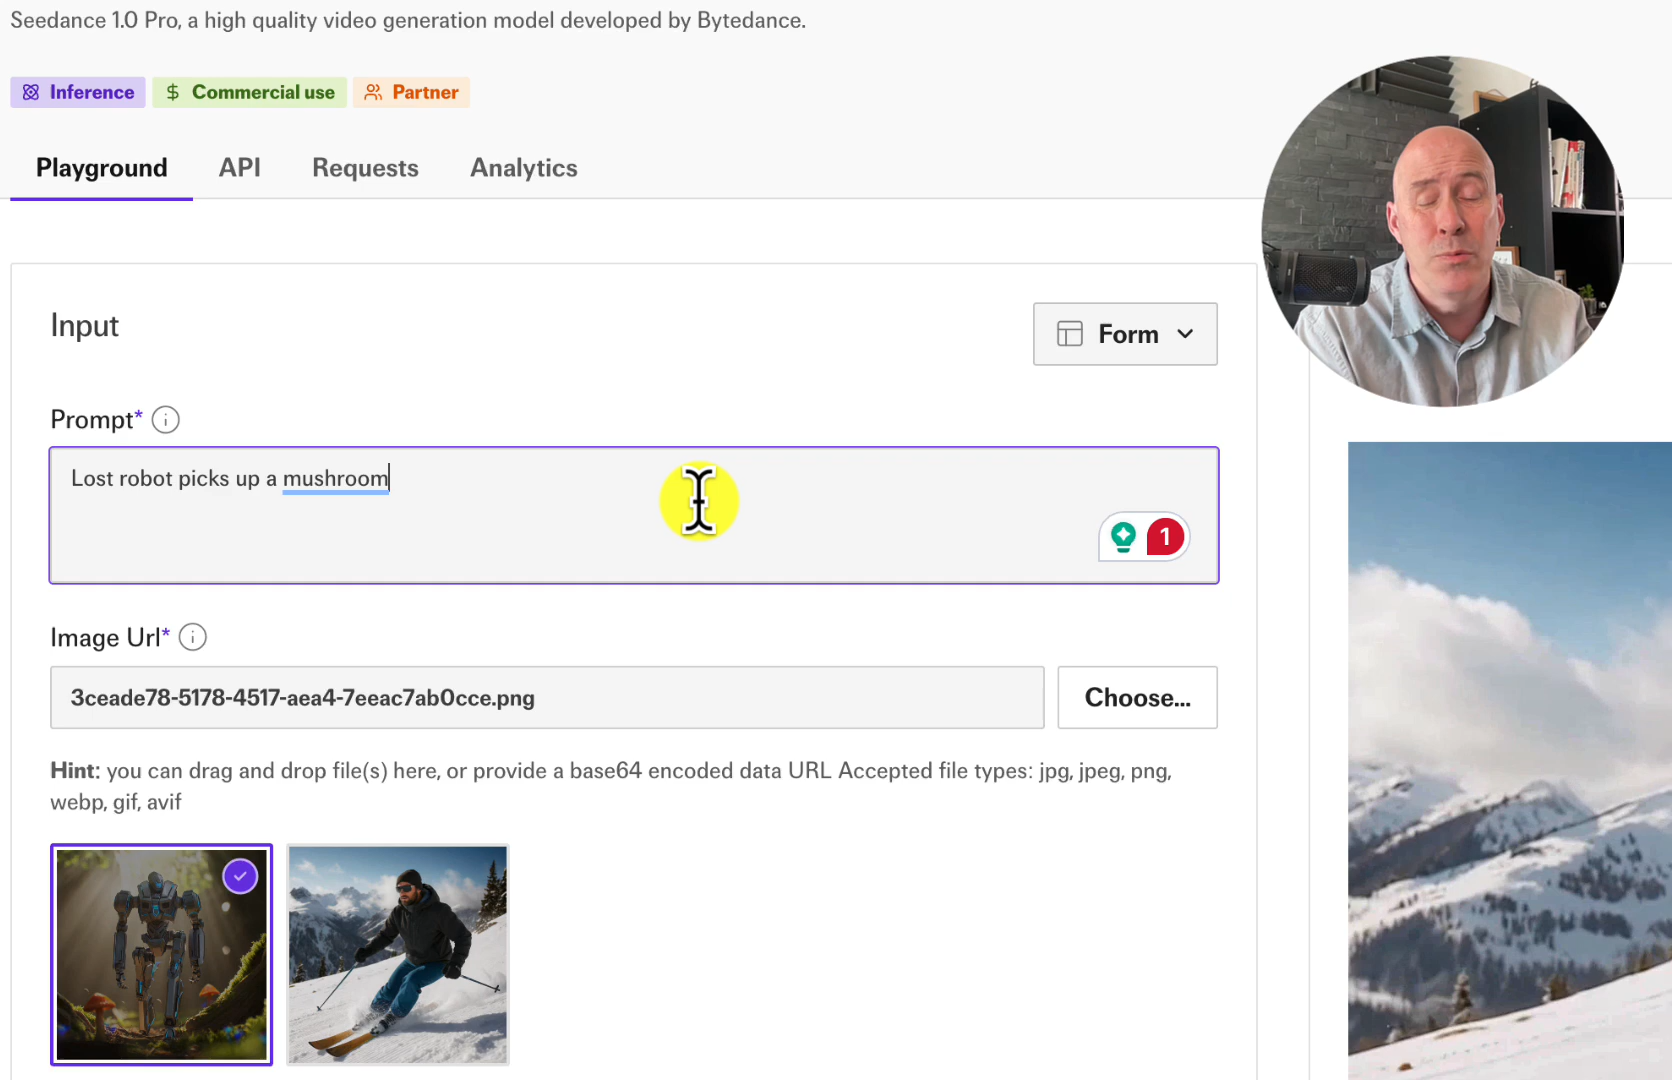 Seedance 1.0 Pro, a high quality video generation model developed by Bytedance.
Inference
$ Commercial use
Partner
Playground
API
Requests
Analytics
Input
Form
Prompt*
Lost robot picks up a mushroom
1
Image Url*
3ceade78-5178-4517-aea4-7eeac7ab0cce.png
Choose...
Hint: you can drag and drop file(s) here, or provide a base64 encoded data URL Accepted file types: jpg, jpeg, png,
webp, gif, avif